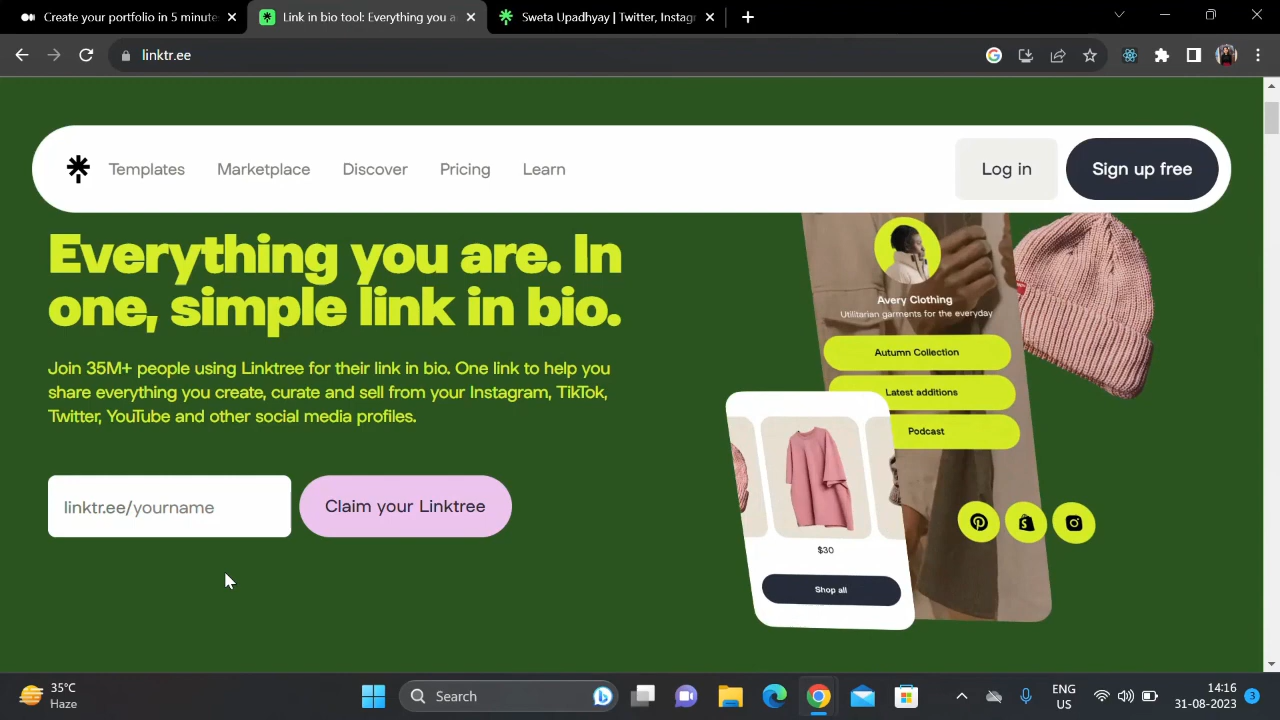 Create your portfolio in 5 minute
Link in bio tool: Everything you a
Sweta Upadhyay | Twitter, Instag
linktr.ee
Templates
Marketplace
Discover
Pricing
Learn
Log in
Sign up free
Everything you are. In
one, simple link in bio.
Join 35M+ people using Linktree for their link in bio. One link to help you
share everything you create, curate and sell from your Instagram, TikTok,
Twitter, YouTube and other social media profiles.
linktr.ee/yourname
Claim your Linktree
Avery Clothing
Utilitarian garments for the everyday
Autumn Collection
Latest additions
Podcast
$30
Shop all
35°C
Haze
Search
ENG
US
14:16
31-08-2023
3